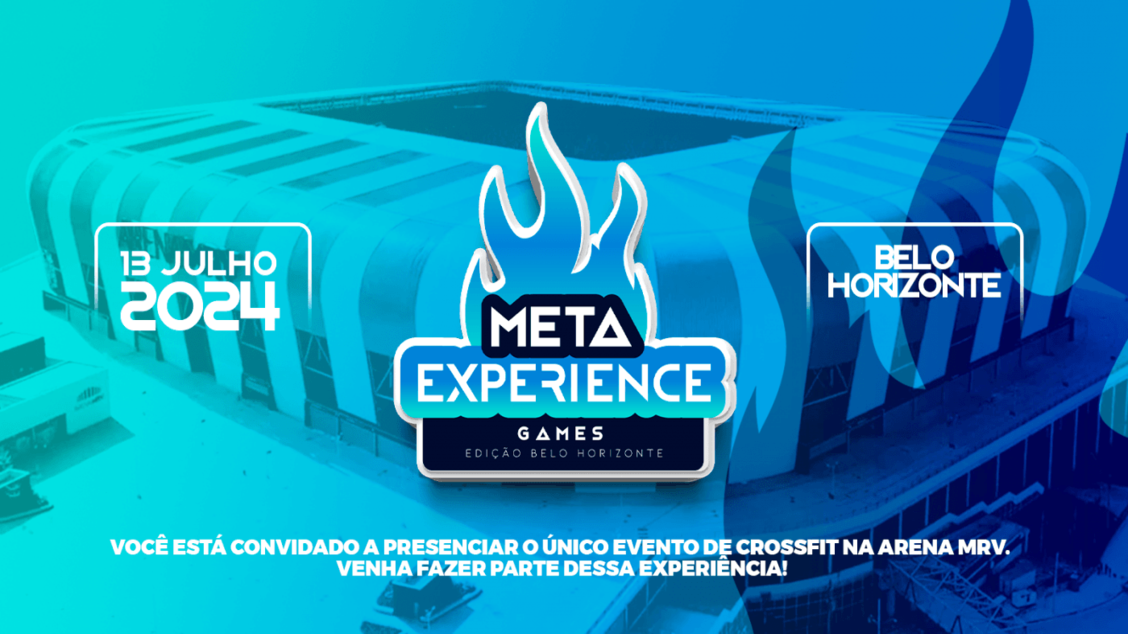 13 JULHO
2024
BELO
HORIZONTE
META
EXPERIENCE
GAMES
EDIÇÃO BELO HORIZONTE
VOCÊ ESTÁ CONVIDADO A PRESENCIAR O ÚNICO EVENTO DE CROSSFIT NA ARENA MRV.
VENHA FAZER PARTE DESSA EXPERIÊNCIA!